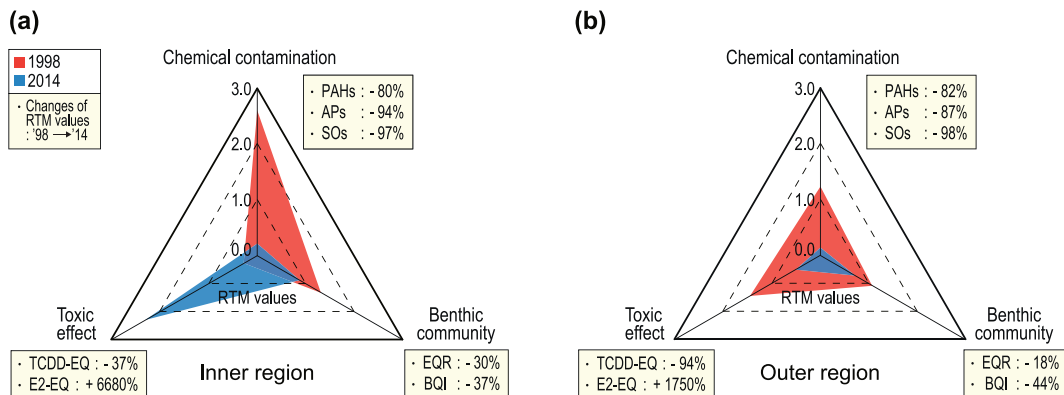 (a)
1998
2014
· Changes of
RTM values
: '98 → '14
Chemical contamination
3.0
2.0
1.0
0.0
· PAHs : - 80%
· APs : - 94%
· SOs : - 97%
RTM values
Toxic
effect
Benthic
community
· TCDD-EQ : - 37%
· E2-EQ : + 6680%
Inner region
· EQR : - 30%
· BQI : - 37%
(b)
Chemical contamination
3.0
2.0
1.0
0.0
· PAHs : - 82%
· APs : - 87%
· SOs : - 98%
RTM values
Toxic
effect
Benthic
community
· TCDD-EQ : - 94%
· E2-EQ : + 1750%
Outer region
· EQR : - 18%
· BQI : - 44%